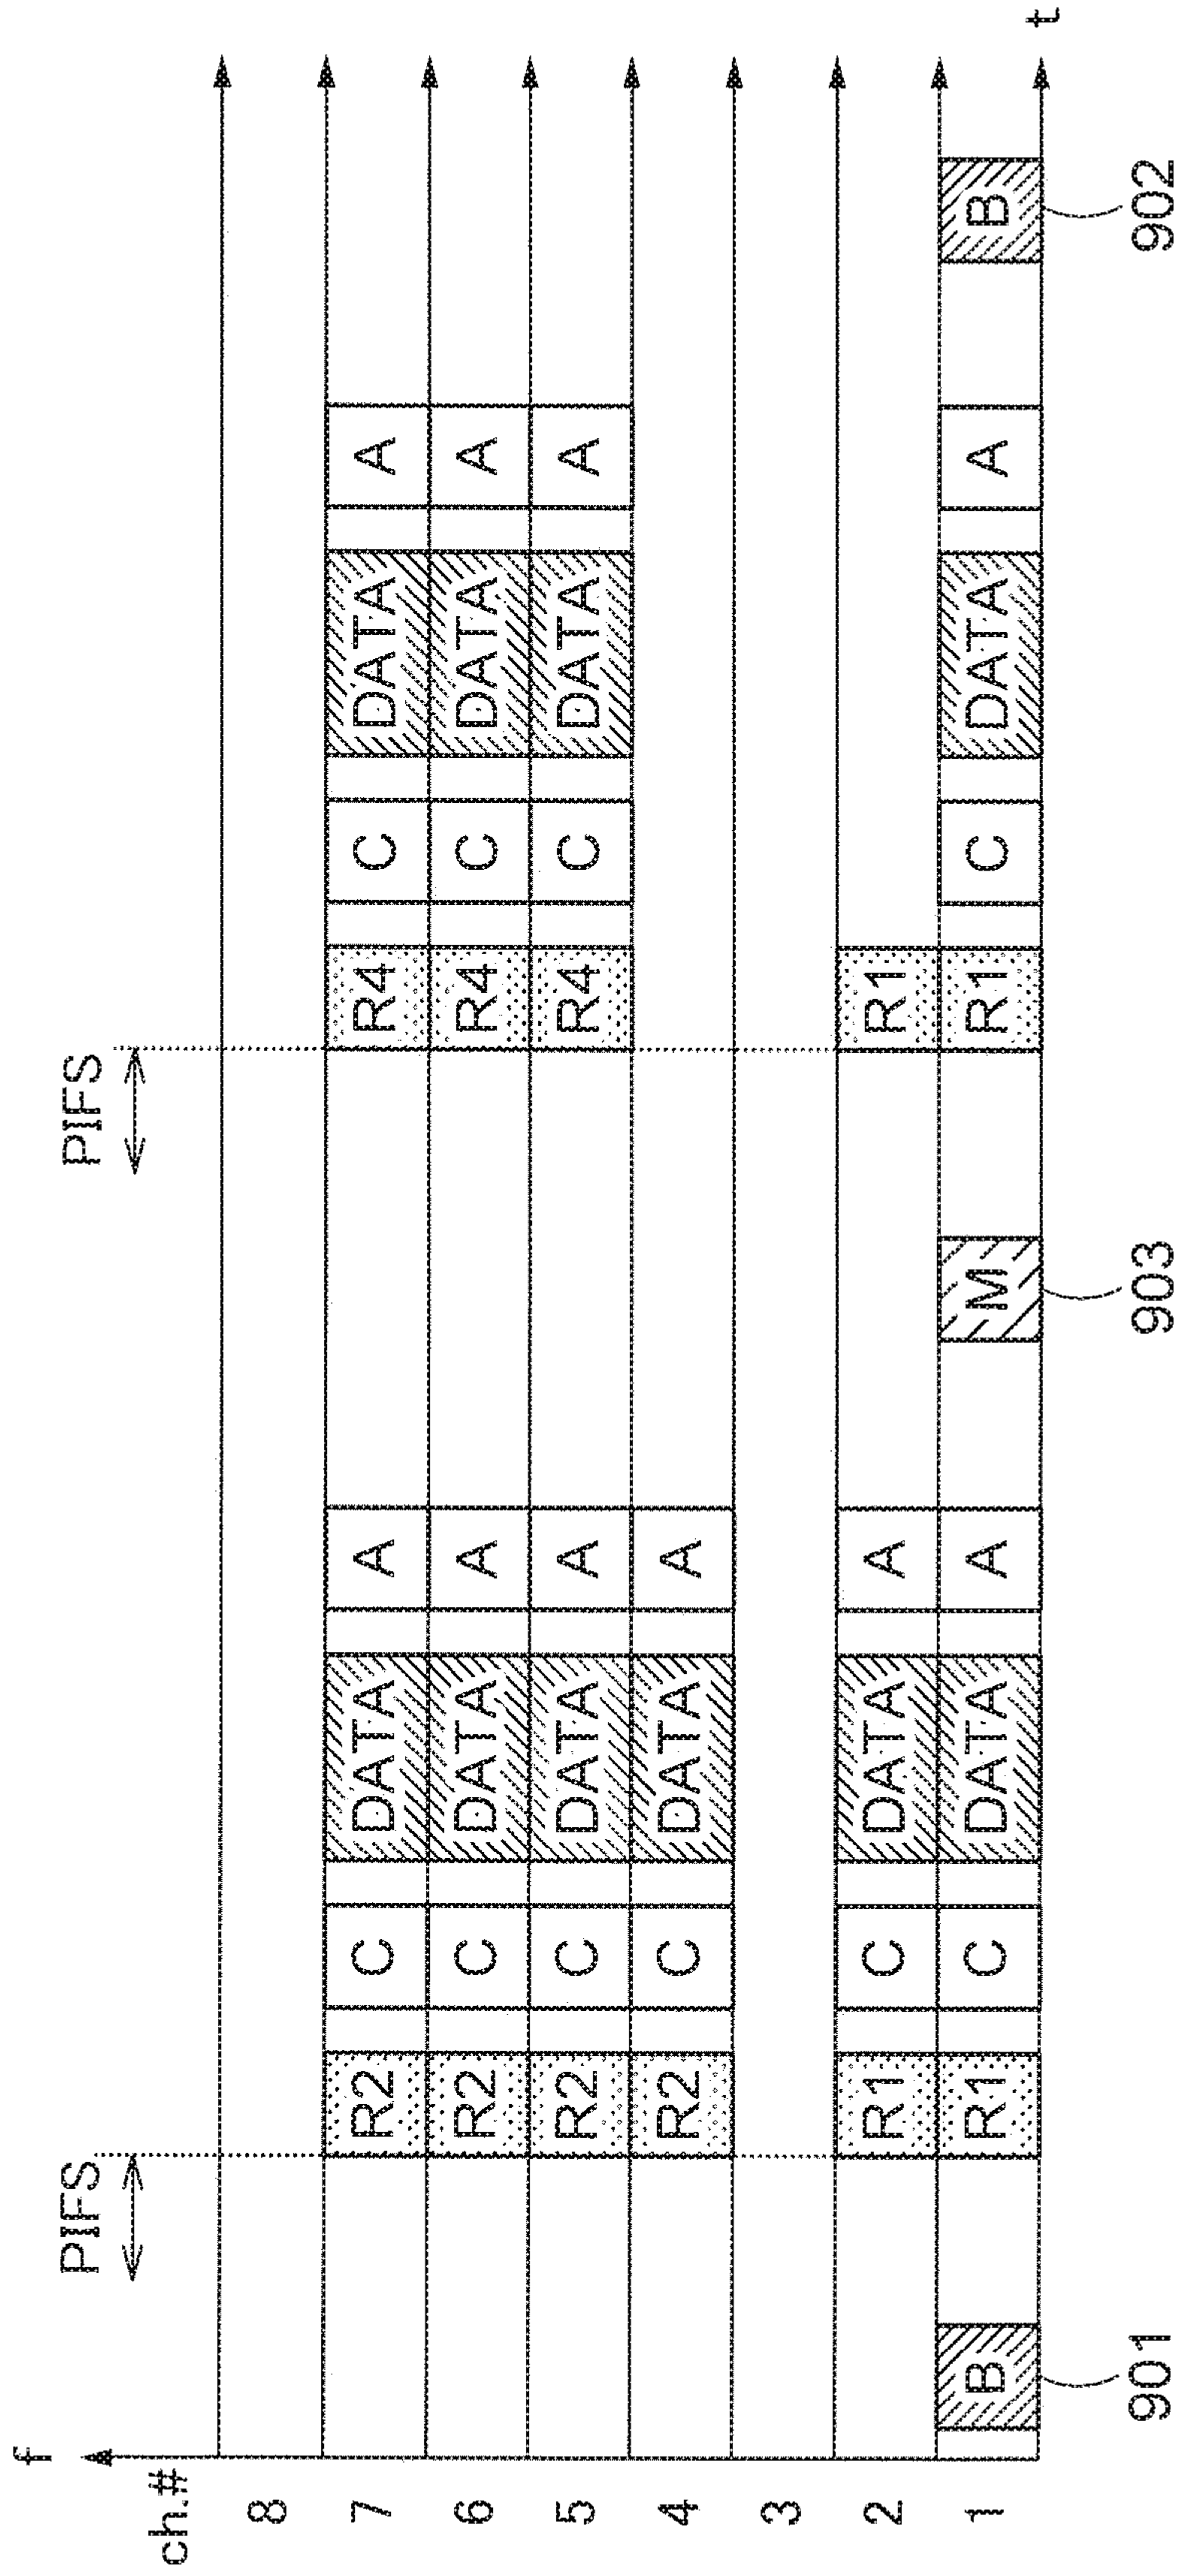 f
PIFS
PIFS
ch.#
8
7 R2 C DATA A R4 C DATA A
6 R2 C DATA A R4 C DATA A
5 R2 C DATA A R4 C DATA A
4 R2 C DATA A
3
2 R1 C DATA A R1
1 B R1 C DATA A M R1 C DATA A B
t
901
903
902